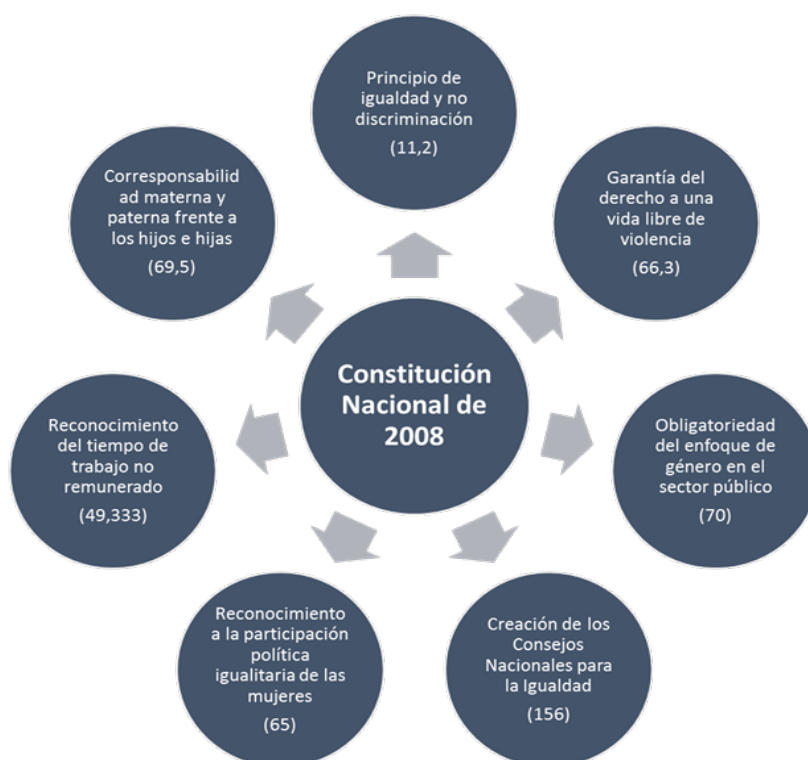 Principio de
igualdad y no
discriminación
(11,2)
Garantía del
derecho a una
vida libre de
violencia
(66,3)
Obligatoriedad
del enfoque de
género en el
sector público
(70)
Creación de los
Consejos
Nacionales para
la Igualdad
(156)
Reconocimiento
a la participación
política
igualitaria de las
mujeres
(65)
Reconocimiento
del tiempo de
trabajo no
remunerado
(49,333)
Corresponsabilid
ad materna y
paterna frente a
los hijos e hijas
(69,5)
Constitución
Nacional de
2008